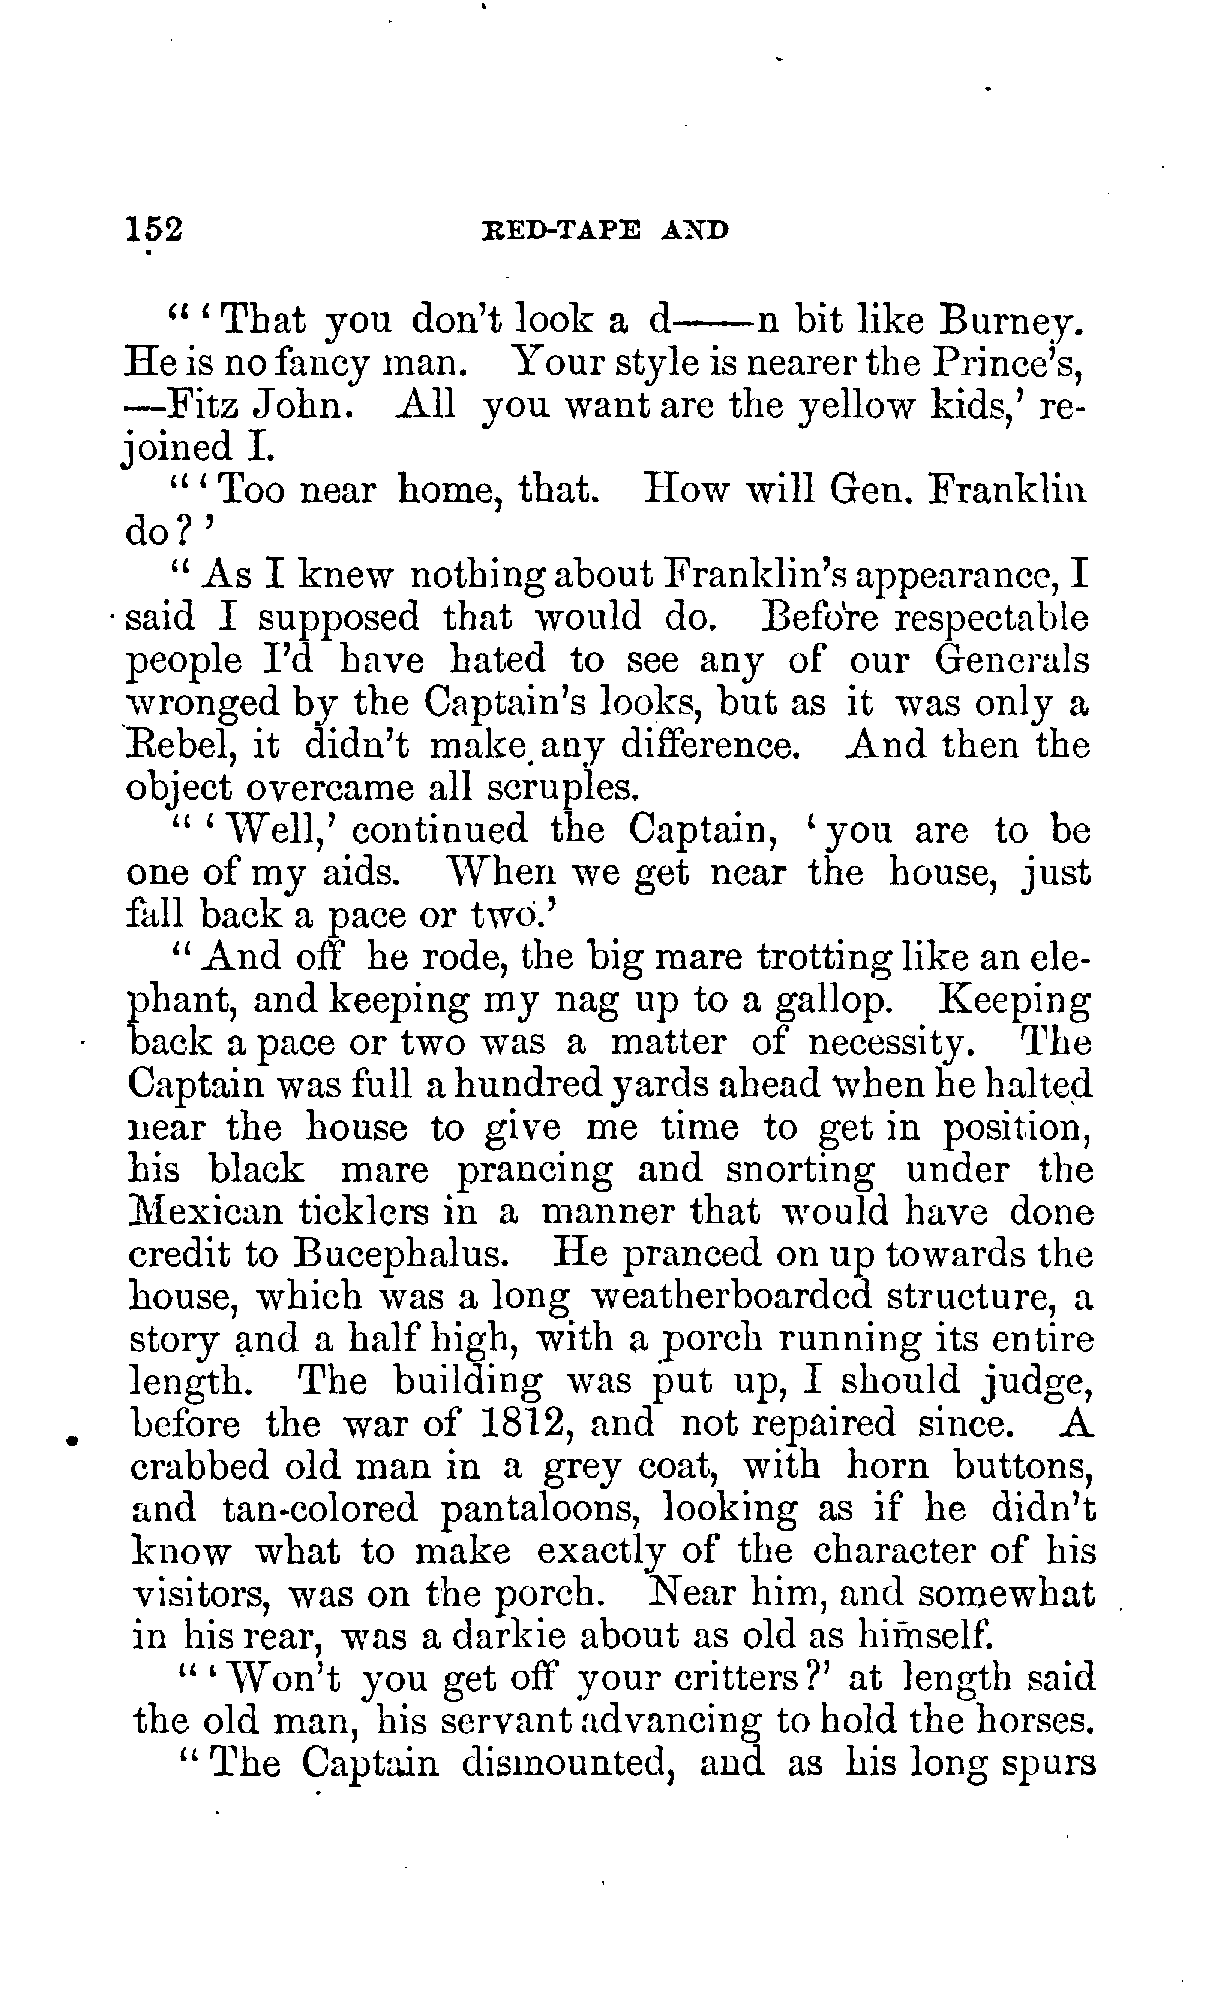 152 RED-TAPE AND
" ' That you don't look a d——n bit like Burney.
He is no fancy man. Your style is nearer the Prince's,
—Fitz John. All you want are the yellow kids,' re-
joined I.
" ' Too near home, that. How will Gen. Franklin
do? '
" As I knew nothing about Franklin's appearance, I
said I supposed that would do. Before respectable
people I'd have hated to see any of our Generals
wronged by the Captain's looks, but as it was only a
Rebel, it didn't make any difference. And then the
object overcame all scruples.
" ' Well,' continued the Captain, ' you are to be
one of my aids. When we get near the house, just
fall back a pace or two.'
" And off he rode, the big mare trotting like an ele-
phant, and keeping my nag up to a gallop. Keeping
back a pace or two was a matter of necessity. The
Captain was full a hundred yards ahead when he halted
near the house to give me time to get in position,
his black mare prancing and snorting under the
Mexican ticklers in a manner that would have done
credit to Bucephalus. He pranced on up towards the
house, which was a long weatherboarded structure, a
story and a half high, with a porch running its entire
length. The building was put up, I should judge,
before the war of 1812, and not repaired since. A
crabbed old man in a grey coat, with horn buttons,
and tan-colored pantaloons, looking as if he didn't
know what to make exactly of the character of his
visitors, was on the porch. Near him, and somewhat
in his rear, was a darkie about as old as himself.
" ' Won't you get off your critters?' at length said
the old man, his servant advancing to hold the horses.
" The Captain dismounted, and as his long spurs